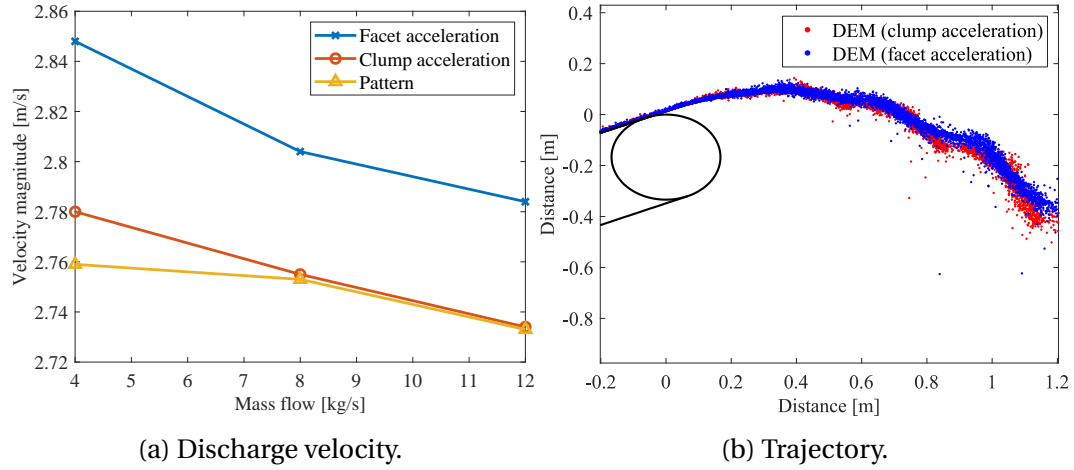 2.86
2.84
2.82
2.8
2.78
2.76
2.74
2.72
Velocity magnitude [m/s]
Facet acceleration
Clump acceleration
Pattern
4 5 6 7 8 9 10 11 12
Mass flow [kg/s]
(a) Discharge velocity.
0.4
0.2
0
-0.2
-0.4
-0.6
-0.8
Distance [m]
DEM (clump acceleration)
DEM (facet acceleration)
-0.2 0 0.2 0.4 0.6 0.8 1 1.2
Distance [m]
(b) Trajectory.